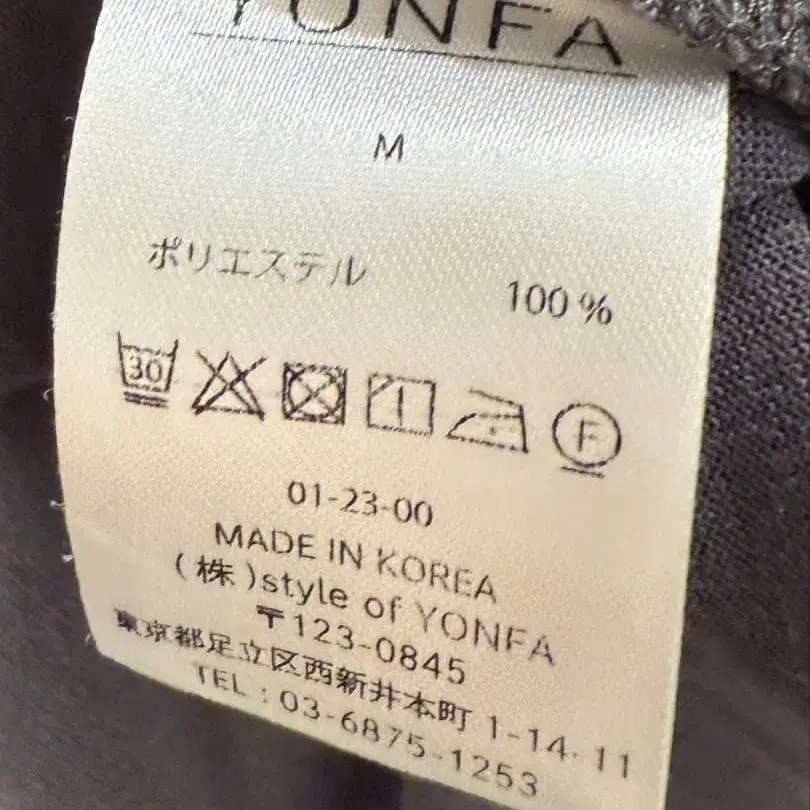 YONFA
M
ポリエステル 100 %
30 F
01-23-00
MADE IN KOREA
(株)style of YONFA
〒123-0845
東京都足立区西新井本町 1-14-11
TEL : 03-6875-1253